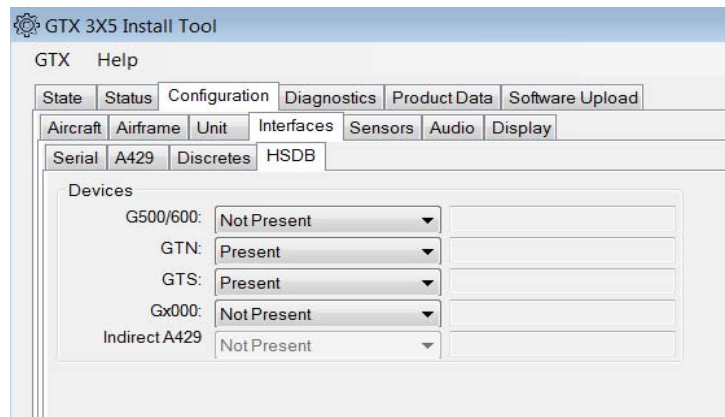 GTX 3X5 Install Tool
GTX Help
State Status Configuration Diagnostics Product Data Software Upload
Aircraft Airframe Unit Interfaces Sensors Audio Display
Serial A429 Discretes HSDB
Devices
G500/600: Not Present
GTN: Present
GTS: Present
Gx000: Not Present
Indirect A429 Not Present